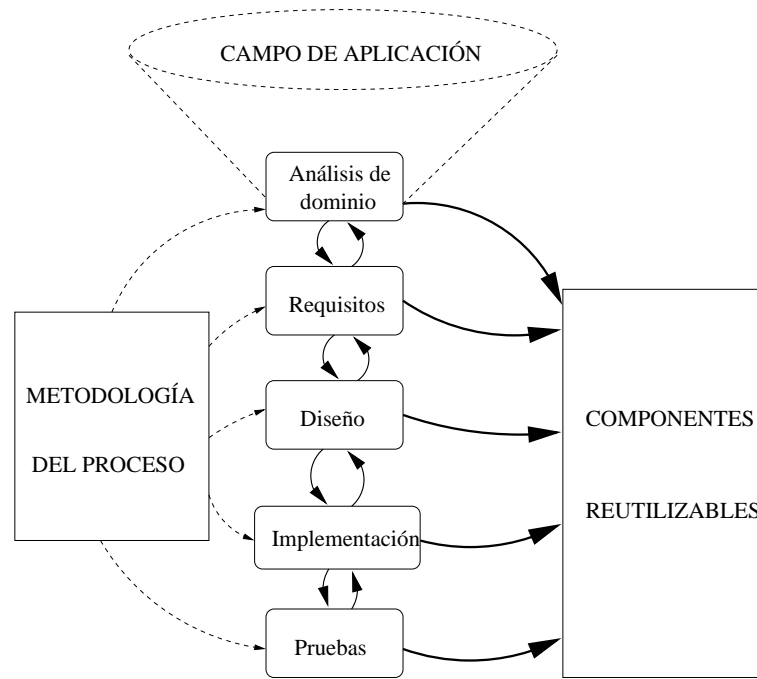 CAMPO DE APLICACIÓN
Análisis de
dominio
Requisitos
METODOLOGÍA
DEL PROCESO
Diseño
COMPONENTES
REUTILIZABLES
Implementación
Pruebas